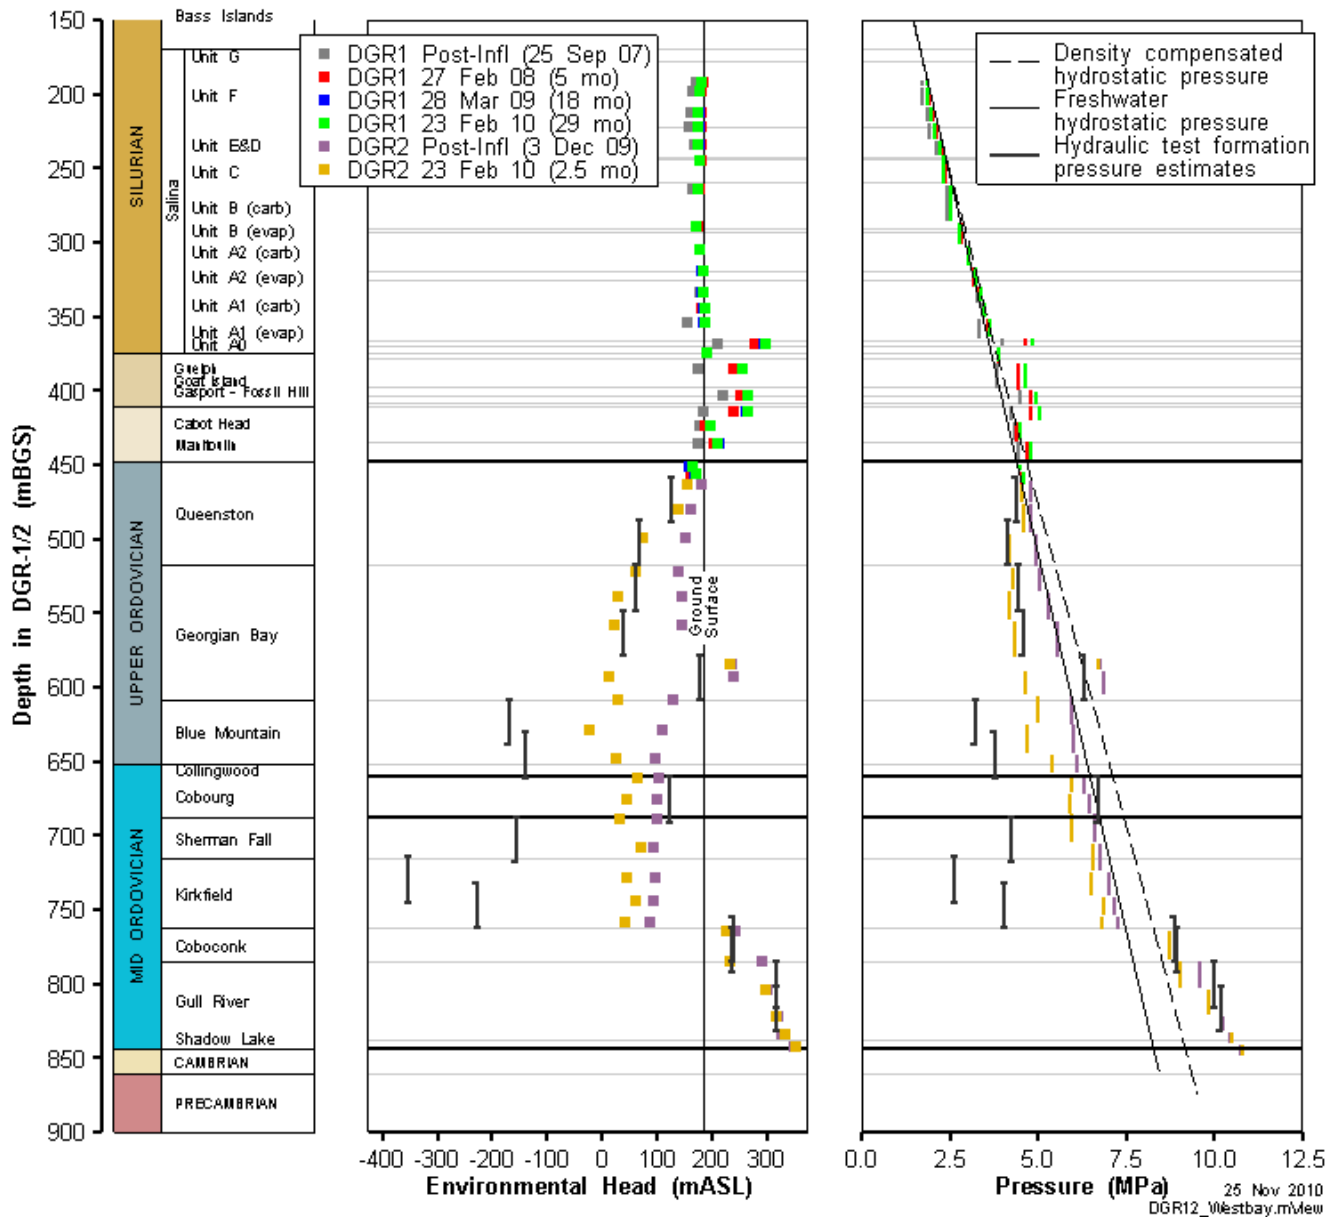 Bass Islands
Unit G
Unit F
Unit E&D
Unit C
Unit B (carb)
Unit B (evap)
Unit A2 (carb)
Unit A2 (evap)
Unit A1 (carb)
Unit A1 (evap)
Unit A0
Salina
Guelph
Goat Island
Gasport - Fossil Hill
Cabot Head
Manitoulin
Queenston
Georgian Bay
Blue Mountain
Collingwood
Cobourg
Sherman Fall
Kirkfield
Coboconk
Gull River
Shadow Lake
CAMBRIAN
PRECAMBRIAN
SILURIAN
UPPER ORDOVICIAN
MID ORDOVICIAN
Depth in DGR-1/2 (mBGS)
150
200
250
300
350
400
450
500
550
600
650
700
750
800
850
900
DGR1 Post-Infl (25 Sep 07)
DGR1 27 Feb 08 (5 mo)
DGR1 28 Mar 09 (18 mo)
DGR1 23 Feb 10 (29 mo)
DGR2 Post-Infl (3 Dec 09)
DGR2 23 Feb 10 (2.5 mo)
Ground
Surface
-400 -300 -200 -100 0 100 200 300
Environmental Head (mASL)
Density compensated
hydrostatic pressure
Freshwater
hydrostatic pressure
Hydraulic test formation
pressure estimates
0.0 2.5 5.0 7.5 10.0 12.5
Pressure (MPa)
25 Nov 2010
DGR12_Westbay.mView